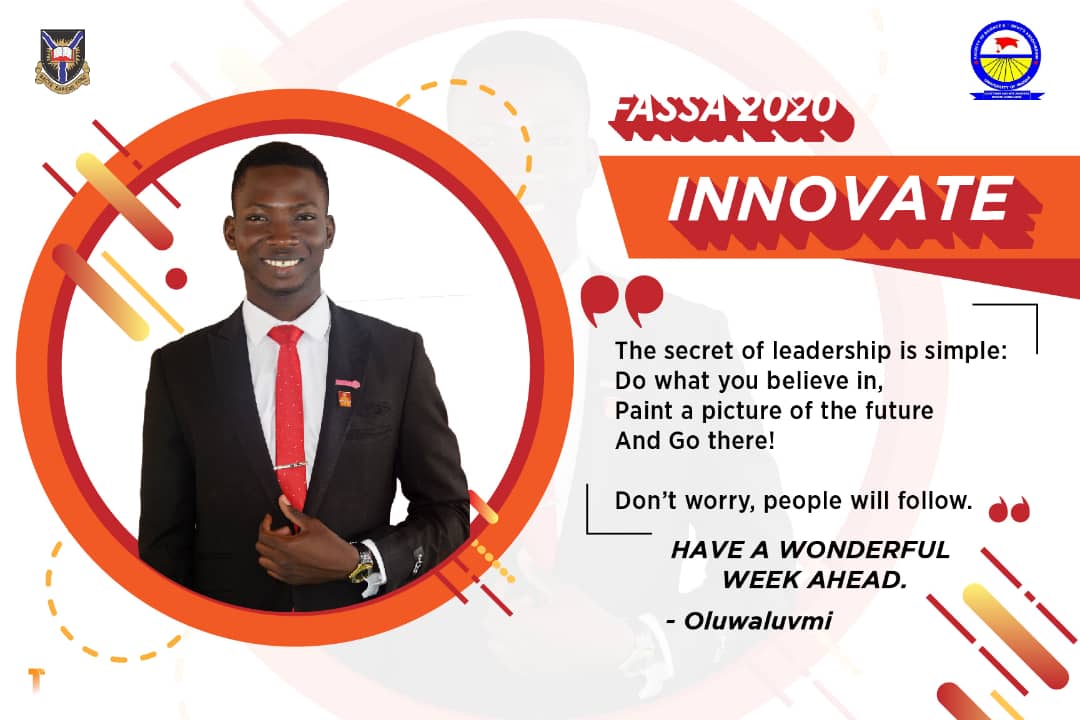 FASSA 2020
INNOVATE
The secret of leadership is simple:
Do what you believe in,
Paint a picture of the future
And Go there!
Don’t worry, people will follow.
HAVE A WONDERFUL
WEEK AHEAD.
- Oluwaluvmi